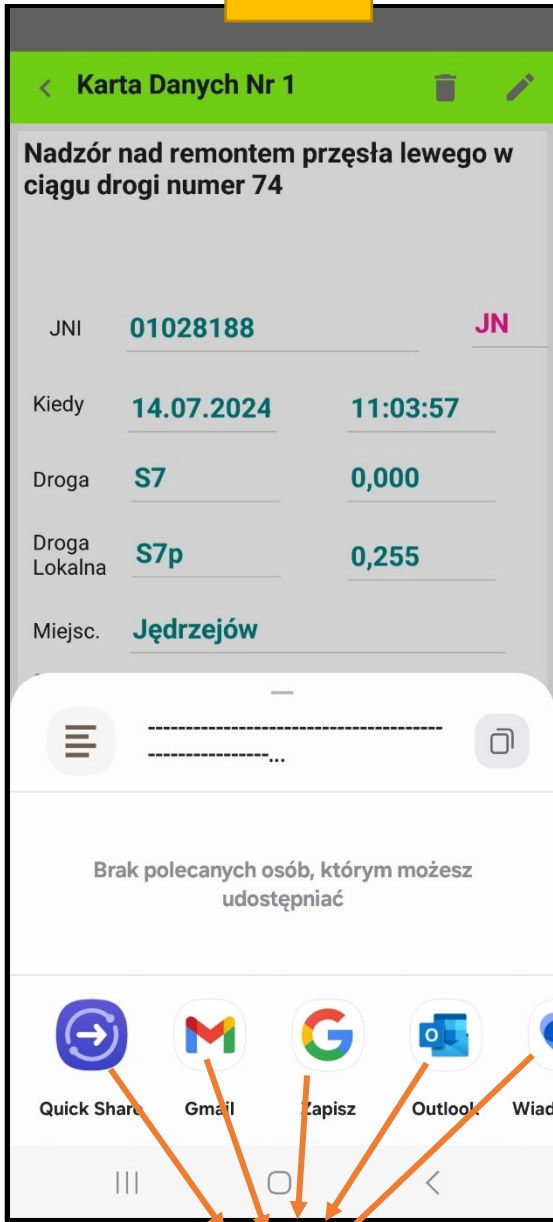 Karta Danych Nr 1
Nadzór nad remontem przęsła lewego w
ciągu drogi numer 74
JNI 01028188 JN
Kiedy 14.07.2024 11:03:57
Droga S7 0,000
Droga
Lokalna S7p 0,255
Miejsc. Jędrzejów
---------------------------------------
----------------...
Brak polecanych osób, którym możesz
udostępniać
Quick Share Gmail Zapisz Outlook Wiad